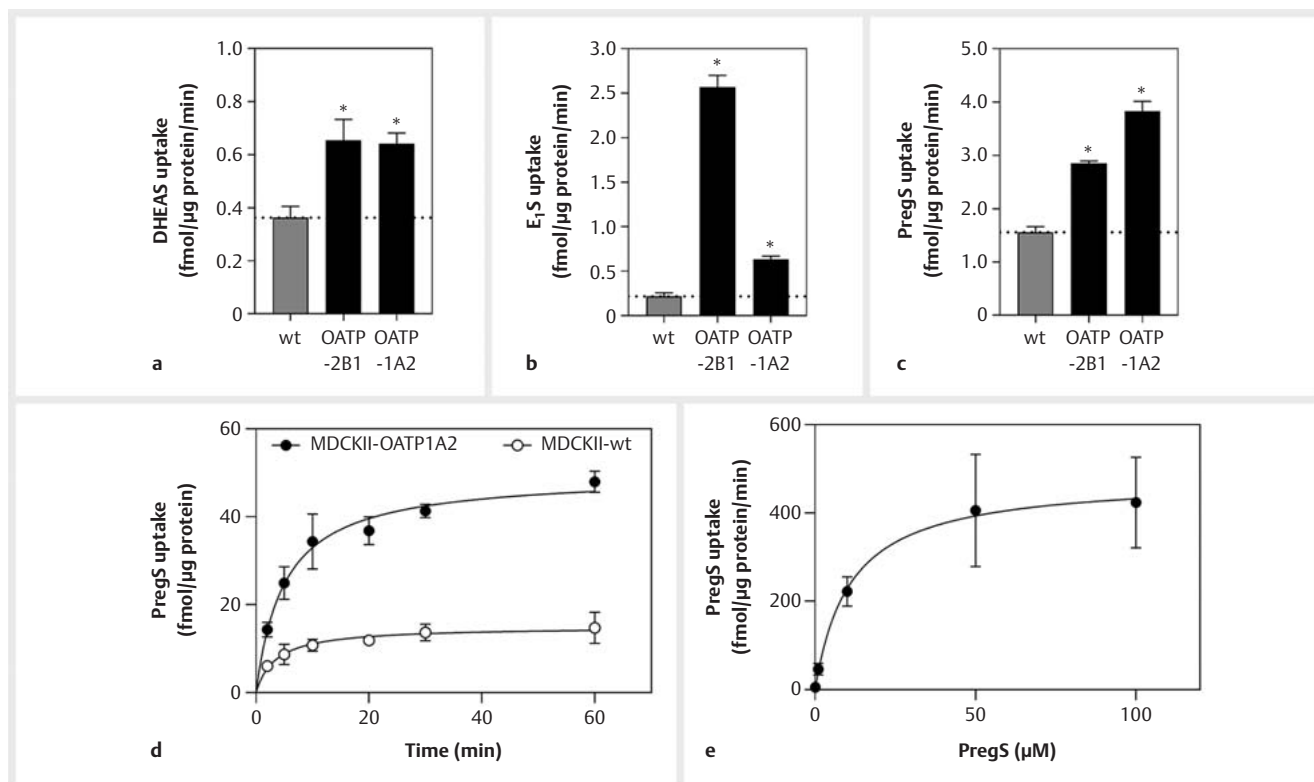 DHEAS uptake
(fmol/µg protein/min)
1.0
0.8
0.6
0.4
0.2
0
*
*
wt
OATP
-2B1
OATP
-1A2
a
E₁S uptake
(fmol/µg protein/min)
3.0
2.5
2.0
1.5
1.0
0.5
0
*
*
wt
OATP
-2B1
OATP
-1A2
b
PregS uptake
(fmol/µg protein/min)
5.0
4.0
3.0
2.0
1.0
0.0
*
*
wt
OATP
-2B1
OATP
-1A2
c
PregS uptake
(fmol/µg protein)
60
40
20
0
MDCKII-OATP1A2
MDCKII-wt
0
20
40
60
Time (min)
d
PregS uptake
(fmol/µg protein/min)
600
400
200
0
0
50
100
PregS (µM)
e